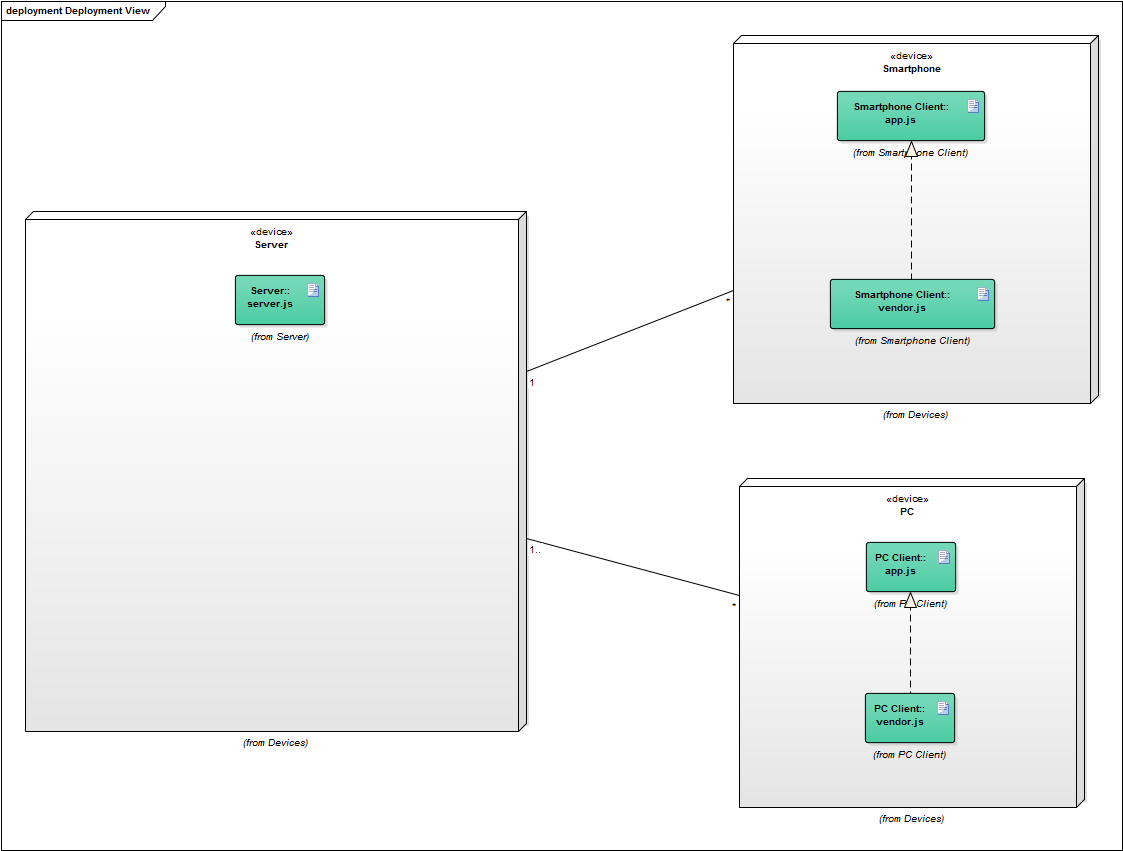 deployment Deployment View
«device»
Smartphone
Smartphone Client::
app.js
(from Smartphone Client)
Smartphone Client::
vendor.js
(from Smartphone Client)
(from Devices)
«device»
Server
Server::
server.js
(from Server)
(from Devices)
*
1
1..
*
«device»
PC
PC Client::
app.js
(from PC Client)
PC Client::
vendor.js
(from PC Client)
(from Devices)